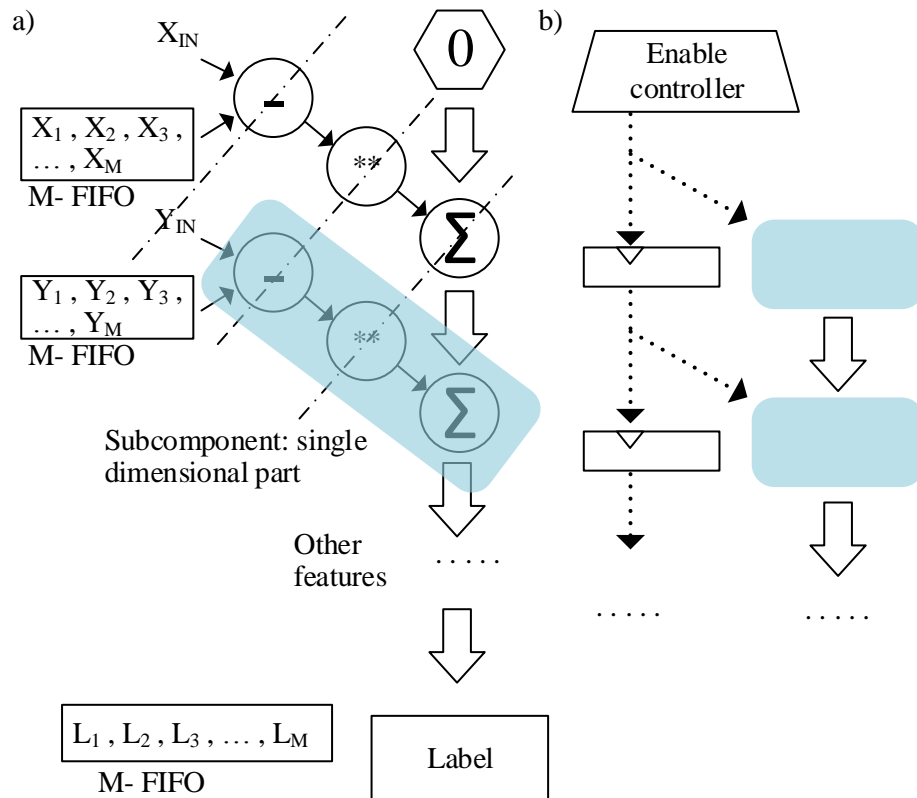 a)
X_IN
0
−
X1 , X2 , X3 ,
… , XM
M- FIFO
**
Σ
YIN
−
Y1 , Y2 , Y3 ,
… , YM
M- FIFO
**
Σ
Subcomponent: single
dimensional part
Other
features
. . . . .
L1 , L2 , L3 , … , LM
M- FIFO
Label
b)
Enable
controller
. . . . .
. . . . .